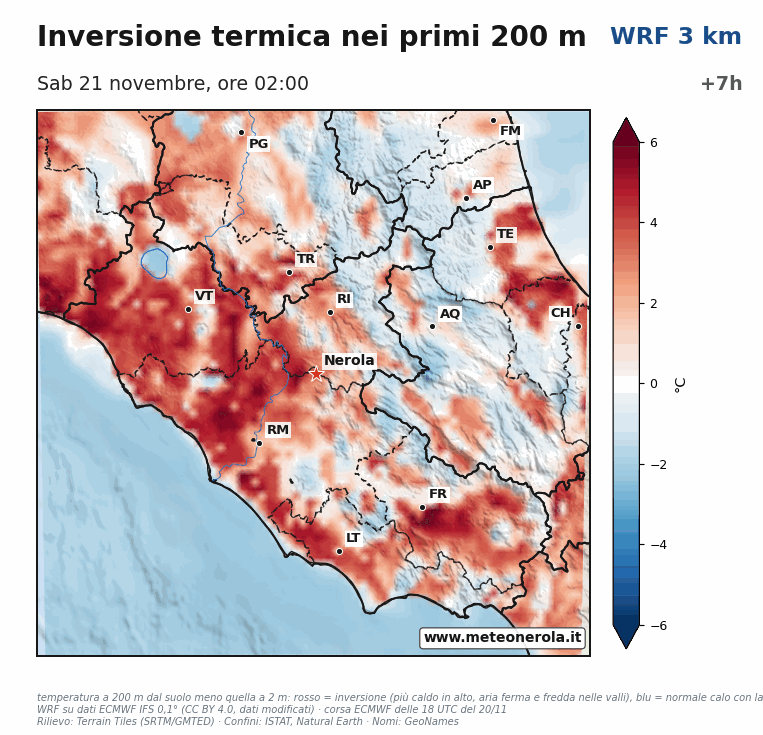 Inversione termica nei primi 200 m WRF 3 km
Sab 21 novembre, ore 02:00 +7h
FM
PG
AP
TE
TR
VT
RI
AQ
CH
Nerola
RM
FR
LT
www.meteonerola.it
6
4
2
0
−2
−4
−6
°C
temperatura a 200 m dal suolo meno quella a 2 m: rosso = inversione (più caldo in alto, aria ferma e fredda nelle valli), blu = normale calo con la
WRF su dati ECMWF IFS 0,1° (CC BY 4.0, dati modificati) · corsa ECMWF delle 18 UTC del 20/11
Rilievo: Terrain Tiles (SRTM/GMTED) · Confini: ISTAT, Natural Earth · Nomi: GeoNames